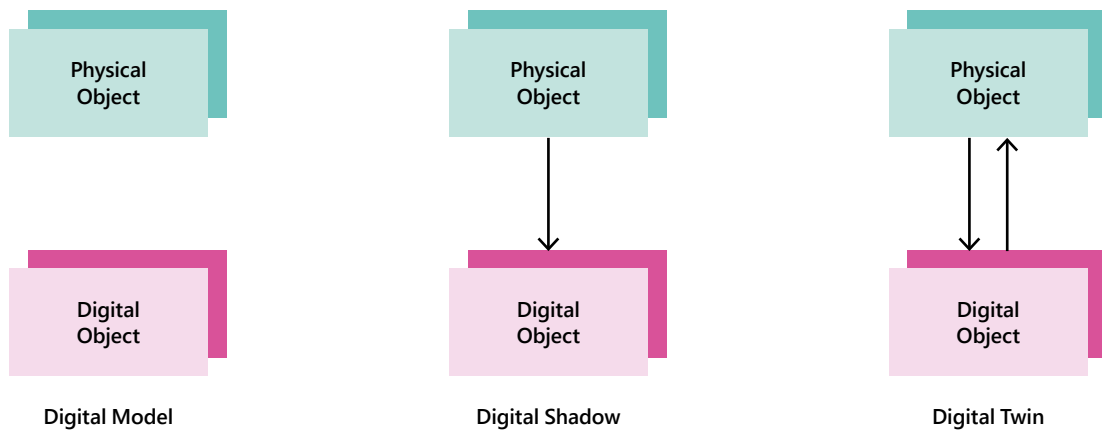 Physical
Object
Physical
Object
Physical
Object
Digital
Object
Digital
Object
Digital
Object
Digital Model
Digital Shadow
Digital Twin